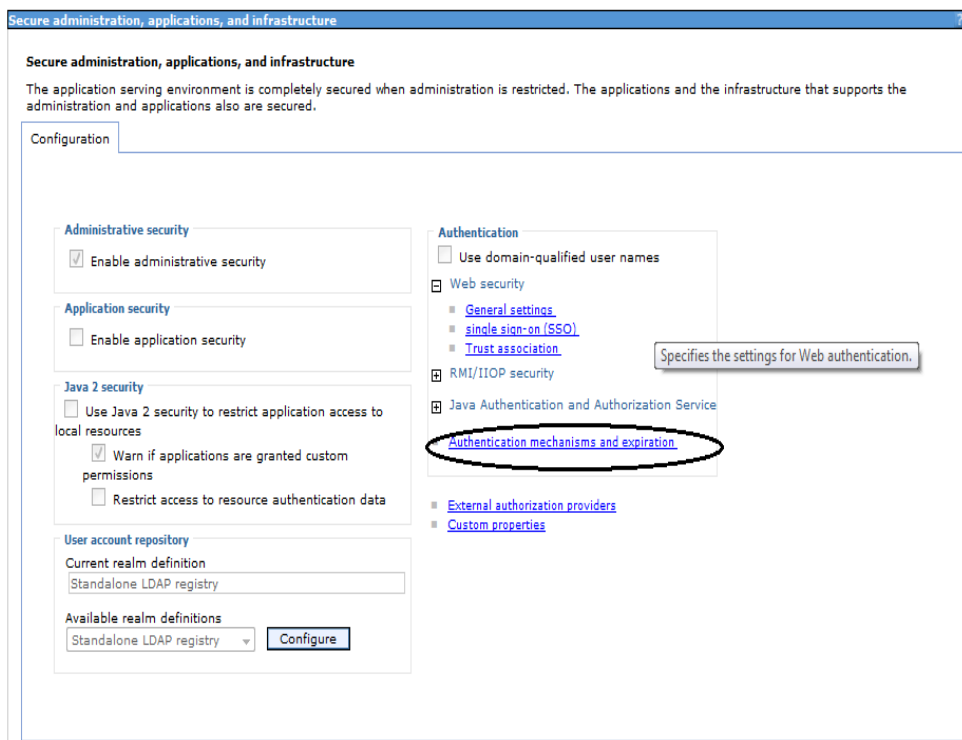 Secure administration, applications, and infrastructure ?
Secure administration, applications, and infrastructure
The application serving environment is completely secured when administration is restricted. The applications and the infrastructure that supports the
administration and applications also are secured.
Configuration
Administrative security
Enable administrative security
Application security
Enable application security
Java 2 security
Use Java 2 security to restrict application access to
local resources
Warn if applications are granted custom
permissions
Restrict access to resource authentication data
User account repository
Current realm definition
Standalone LDAP registry
Available realm definitions
Standalone LDAP registry
Configure
Authentication
Use domain-qualified user names
Web security
General settings
single sign-on (SSO)
Trust association
Specifies the settings for Web authentication.
RMI/IIOP security
Java Authentication and Authorization Service
Authentication mechanisms and expiration
External authorization providers
Custom properties